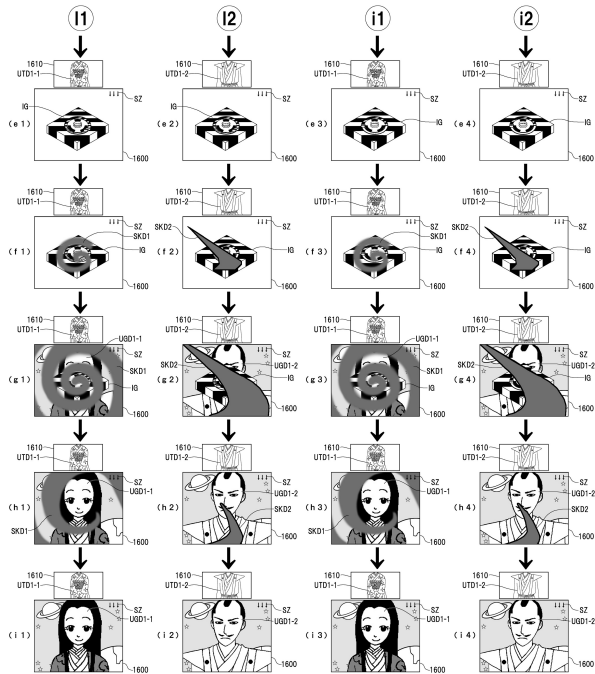 I1 I2 i1 i2
1610 1610 1610 1610
UTD1-1 UTD1-2 UTD1-1 UTD1-2
SZ SZ SZ SZ
IG IG IG IG
(e1) (e2) (e3) (e4)
1600 1600 1600 1600
1610 1610 1610 1610
UTD1-1 UTD1-2 UTD1-1 UTD1-2
SZ SKD2 SZ SZ SKD2 SZ
SKD1 SKD1
(f1) IG (f2) IG (f3) IG (f4) IG
1600 1600 1600 1600
1610 1610 1610 1610
UTD1-1 UTD1-2 UTD1-1 UTD1-2
UGD1-1 UGD1-1
SZ SZ SZ SZ
SKD1 SKD2 UGD1-2 SKD1 SKD2 UGD1-2
(g1) IG (g2) IG (g3) IG (g4) IG
1600 1600 1600 1600
1610 1610 1610 1610
UTD1-1 UTD1-2 UTD1-1 UTD1-2
SZ SZ SZ SZ
UGD1-1 UGD1-2 UGD1-1 UGD1-2
(h1) (h2) SKD2 (h3) (h4) SKD2
SKD1 SKD1
1600 1600 1600 1600
1610 1610 1610 1610
UTD1-1 UTD1-2 UTD1-1 UTD1-2
SZ SZ SZ SZ
UGD1-1 UGD1-2 UGD1-1 UGD1-2
(i1) (i2) (i3) (i4)
1600 1600 1600 1600